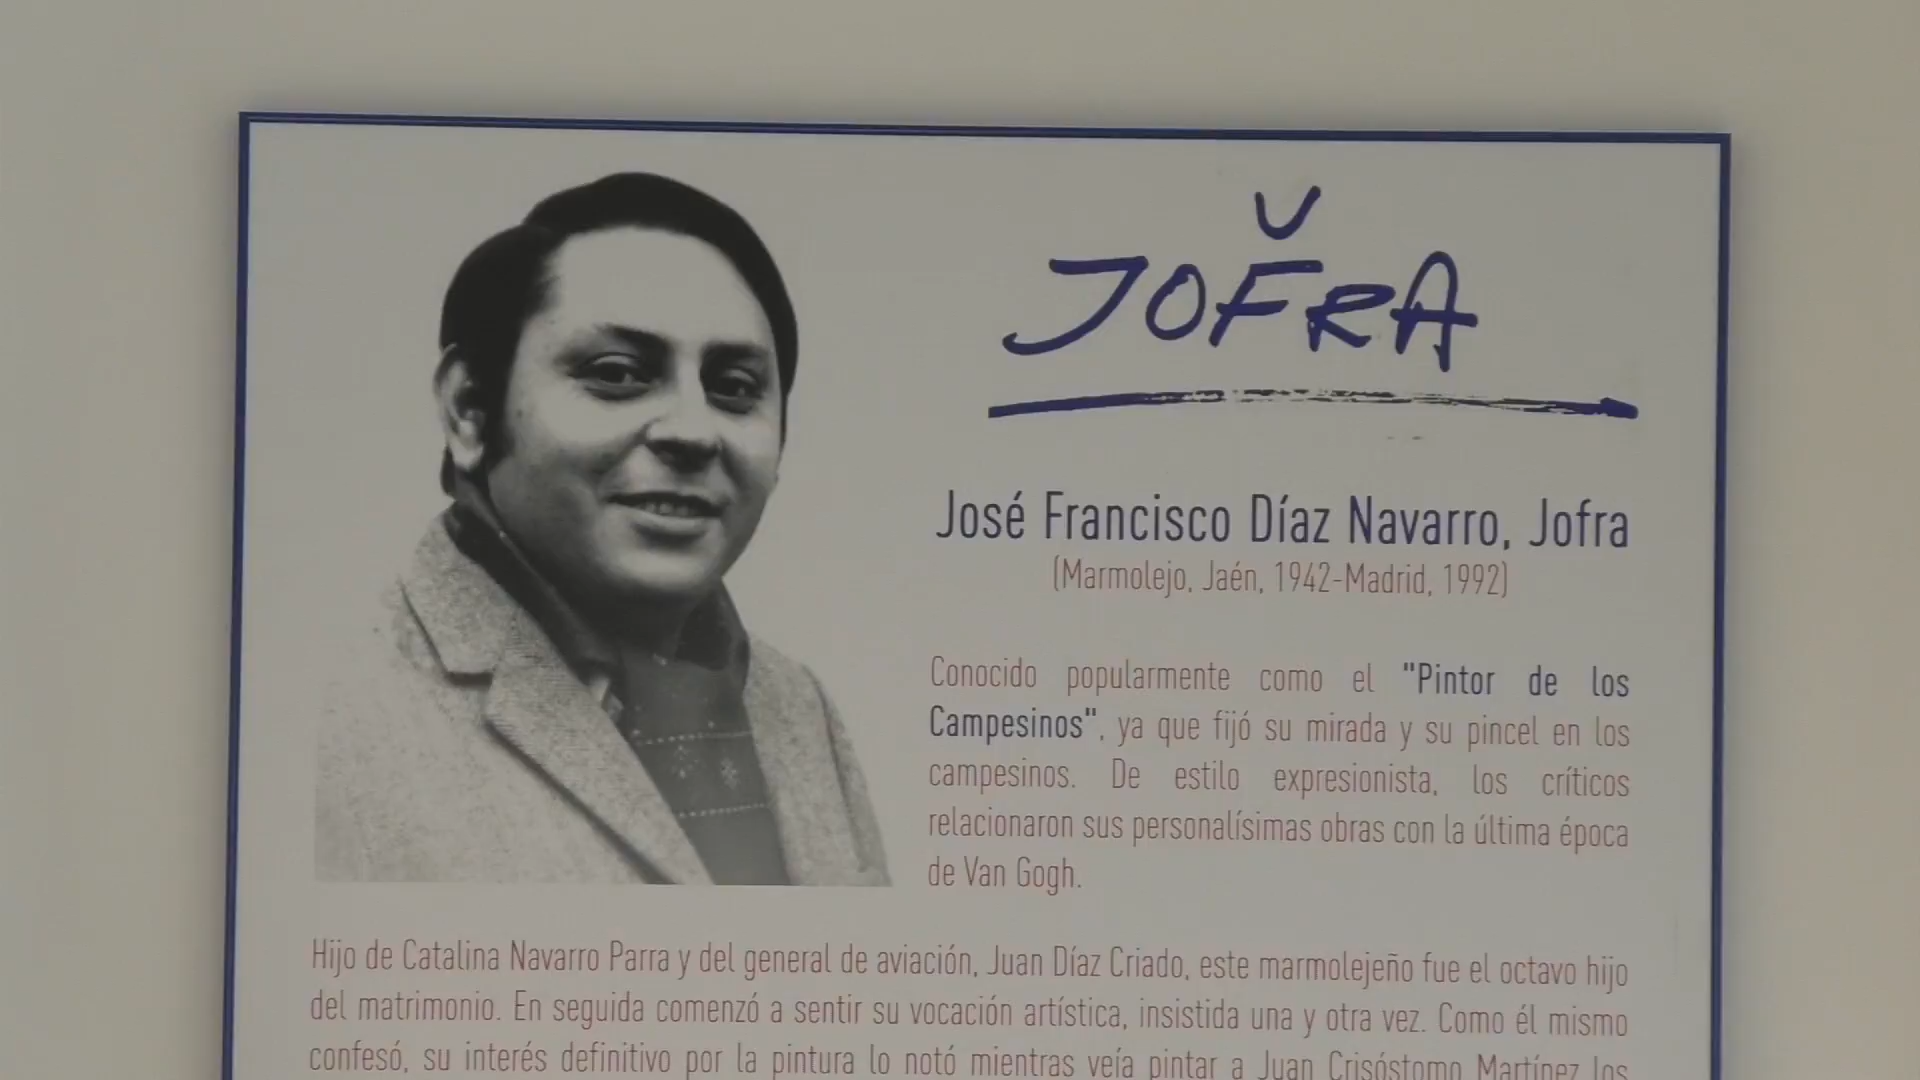 JOFRA
José Francisco Díaz Navarro, Jofra
(Marmolejo, Jaén, 1942-Madrid, 1992)
Conocido popularmente como el "Pintor de los
Campesinos", ya que fijó su mirada y su pincel en los
campesinos. De estilo expresionista, los críticos
relacionaron sus personalísimas obras con la última época
de Van Gogh.
Hijo de Catalina Navarro Parra y del general de aviación, Juan Díaz Criado, este marmolejeño fue el octavo hijo
del matrimonio. En seguida comenzó a sentir su vocación artística, insistida una y otra vez. Como él mismo
confesó, su interés definitivo por la pintura lo notó mientras veía pintar a Juan Crisóstomo Martínez los